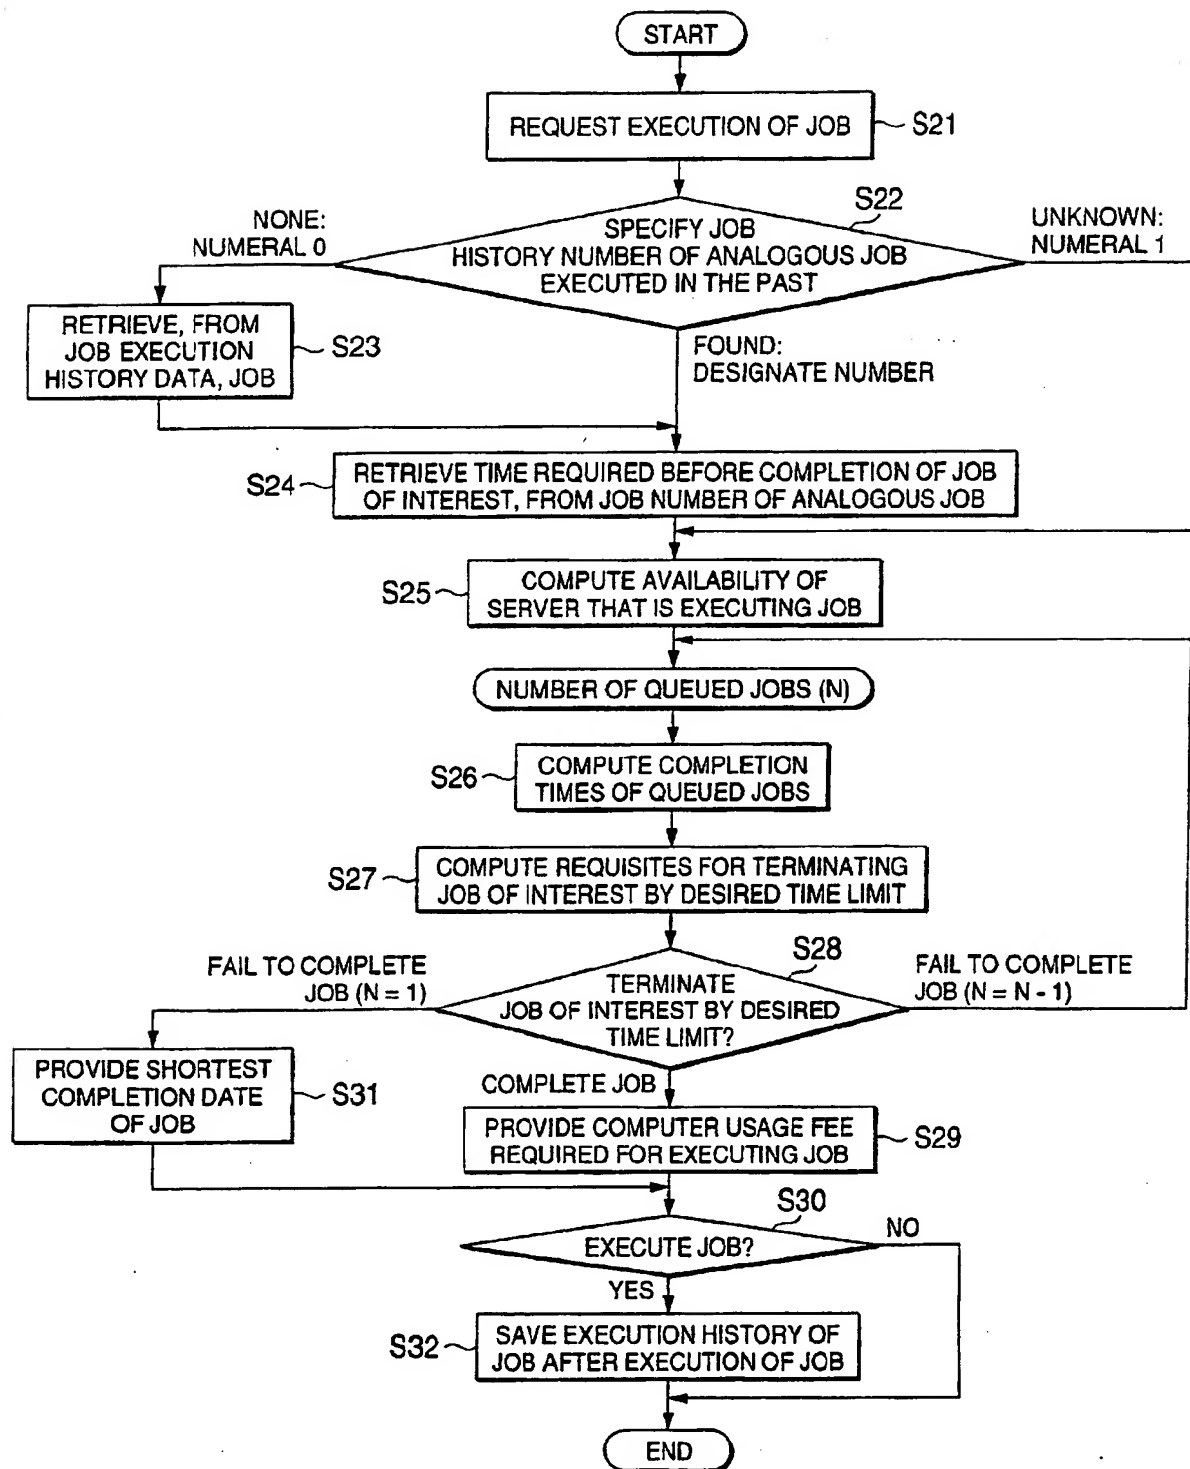 START
REQUEST EXECUTION OF JOB
S21
S22
NONE:
NUMERAL 0
SPECIFY JOB
HISTORY NUMBER OF ANALOGOUS JOB
EXECUTED IN THE PAST
UNKNOWN:
NUMERAL 1
RETRIEVE, FROM
JOB EXECUTION
HISTORY DATA, JOB
S23
FOUND:
DESIGNATE NUMBER
S24
RETRIEVE TIME REQUIRED BEFORE COMPLETION OF JOB
OF INTEREST, FROM JOB NUMBER OF ANALOGOUS JOB
S25
COMPUTE AVAILABILITY OF
SERVER THAT IS EXECUTING JOB
NUMBER OF QUEUED JOBS (N)
S26
COMPUTE COMPLETION
TIMES OF QUEUED JOBS
S27
COMPUTE REQUISITES FOR TERMINATING
JOB OF INTEREST BY DESIRED TIME LIMIT
S28
FAIL TO COMPLETE
JOB (N = 1)
TERMINATE
JOB OF INTEREST BY DESIRED
TIME LIMIT?
FAIL TO COMPLETE
JOB (N = N - 1)
PROVIDE SHORTEST
COMPLETION DATE
OF JOB
S31
COMPLETE JOB
PROVIDE COMPUTER USAGE FEE
REQUIRED FOR EXECUTING JOB
S29
S30
EXECUTE JOB?
NO
YES
S32
SAVE EXECUTION HISTORY OF
JOB AFTER EXECUTION OF JOB
END